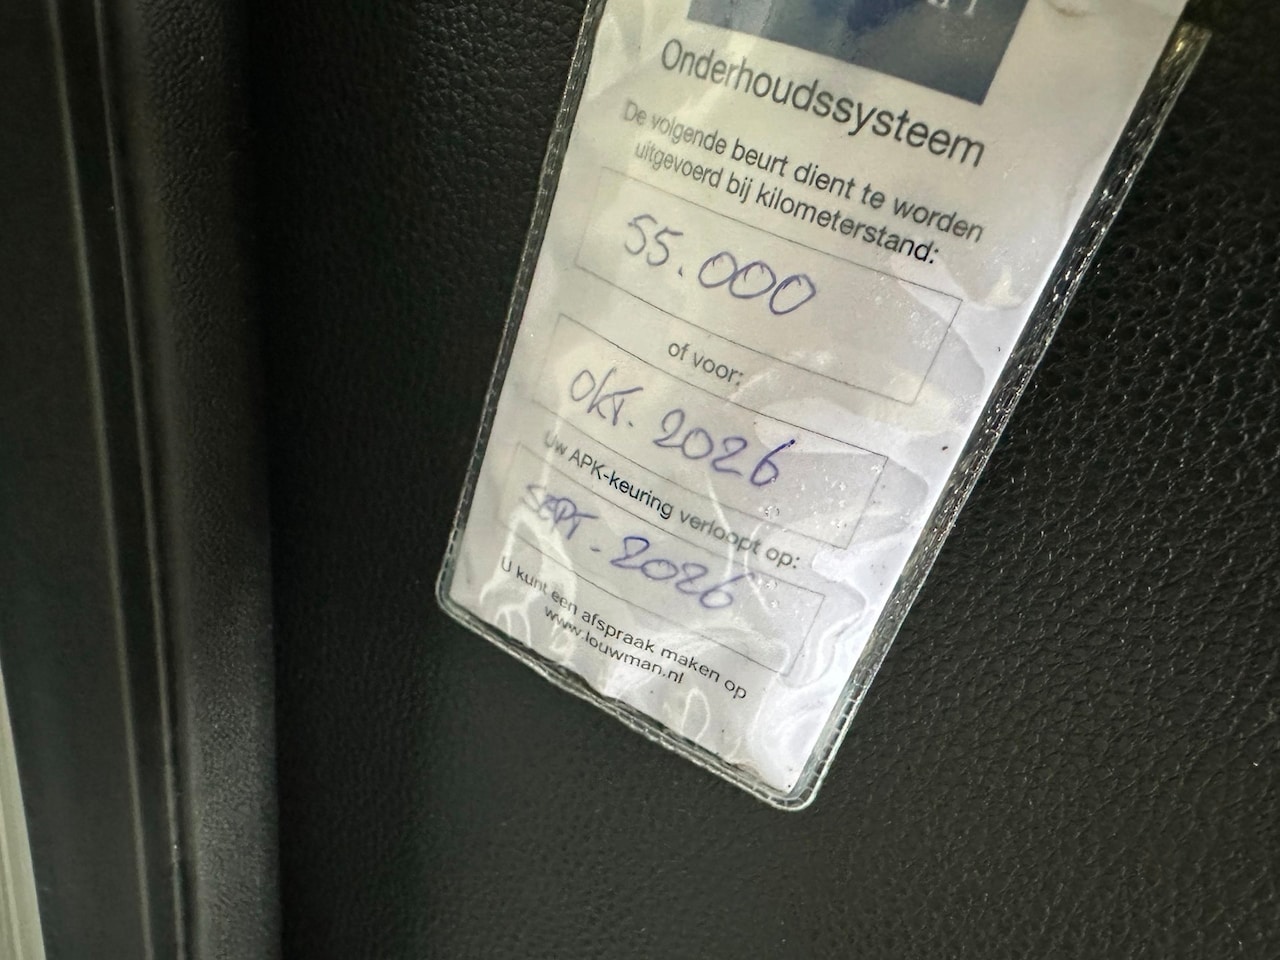 Onderhoudssysteem
De volgende beurt dient te worden
uitgevoerd bij kilometerstand:
55.000
of voor:
OKT. 2026
Uw APK-keuring verloopt op:
SEPT - 2026
U kunt een afspraak maken op
www.louwman.nl